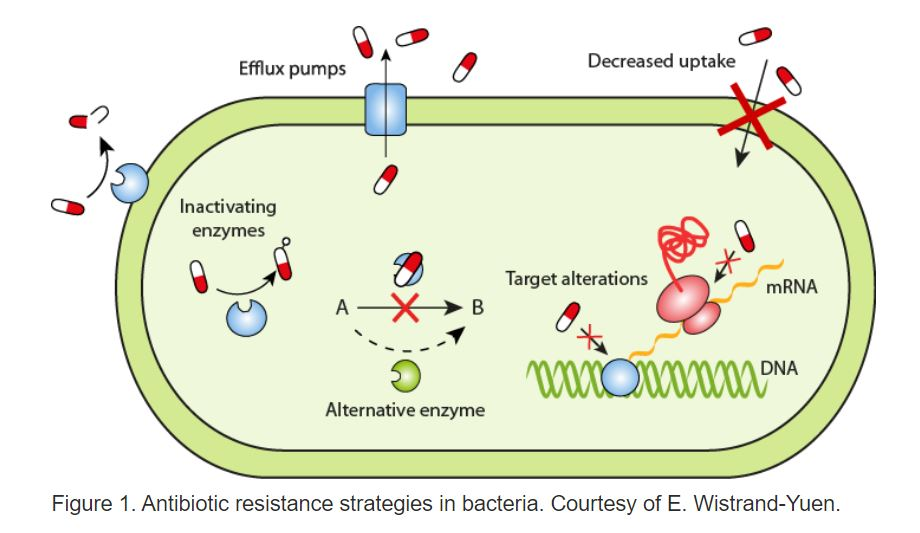 Efflux pumps
Decreased uptake
Inactivating
enzymes
Target alterations
mRNA
A
B
DNA
Alternative enzyme
Figure 1. Antibiotic resistance strategies in bacteria. Courtesy of E. Wistrand-Yuen.